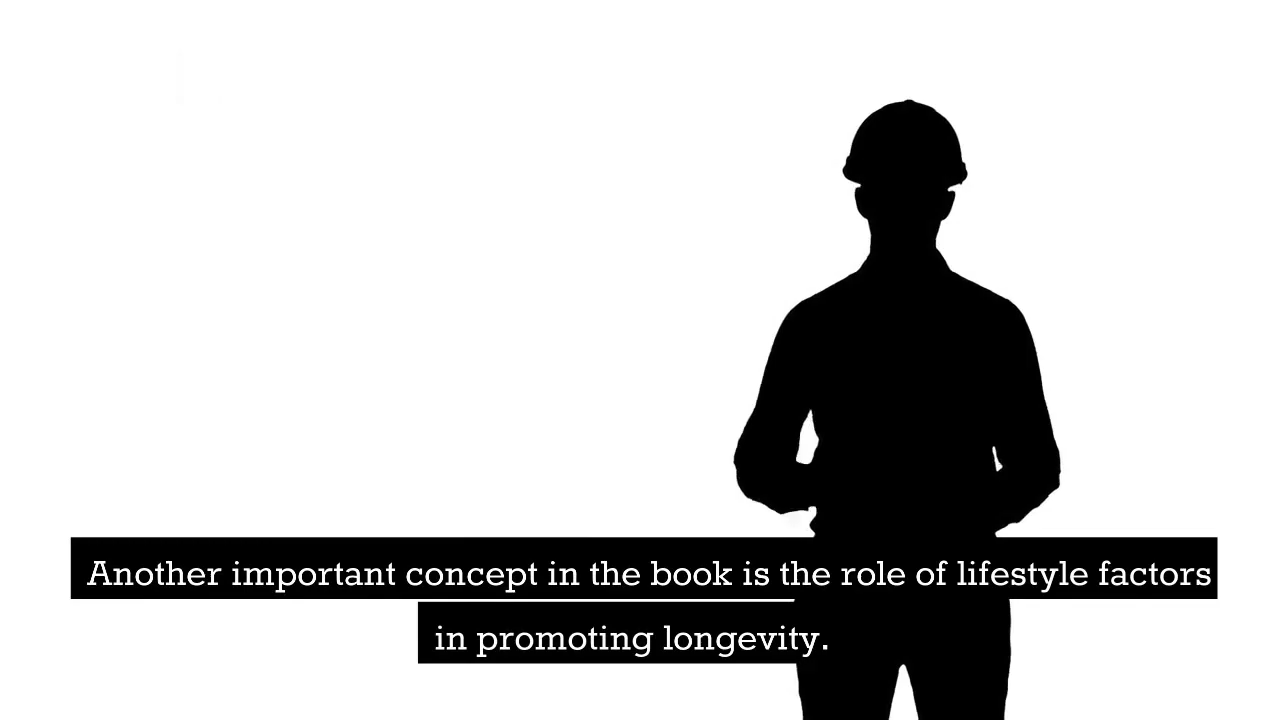 Another important concept in the book is the role of lifestyle factors
in promoting longevity.